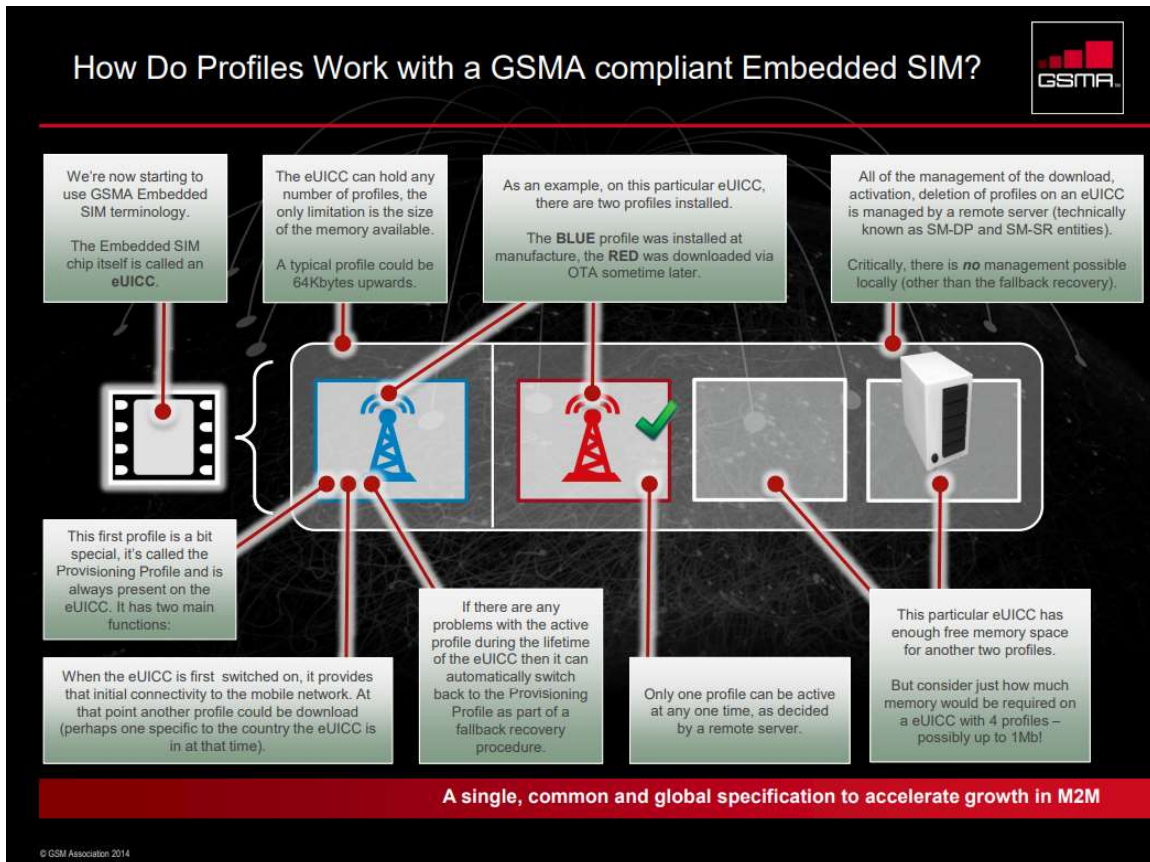 How Do Profiles Work with a GSMA compliant Embedded SIM?
GSMA
We're now starting to
use GSMA Embedded
SIM terminology.
The Embedded SIM
chip itself is called an
eUICC.
The eUICC can hold any
number of profiles, the
only limitation is the size
of the memory available.
A typical profile could be
64Kbytes upwards.
As an example, on this particular eUICC,
there are two profiles installed.
The BLUE profile was installed at
manufacture, the RED was downloaded via
OTA sometime later.
All of the management of the download,
activation, deletion of profiles on an eUICC
is managed by a remote server (technically
known as SM-DP and SM-SR entities).
Critically, there is no management possible
locally (other than the fallback recovery).
This first profile is a bit
special, it's called the
Provisioning Profile and is
always present on the
eUICC. It has two main
functions:
When the eUICC is first switched on, it provides
that initial connectivity to the mobile network. At
that point another profile could be download
(perhaps one specific to the country the eUICC is
in at that time).
If there are any
problems with the active
profile during the lifetime
of the eUICC then it can
automatically switch
back to the Provisioning
Profile as part of a
fallback recovery
procedure.
Only one profile can be active
at any one time, as decided
by a remote server.
This particular eUICC has
enough free memory space
for another two profiles.
But consider just how much
memory would be required on
a eUICC with 4 profiles –
possibly up to 1Mb!
A single, common and global specification to accelerate growth in M2M
© GSM Association 2014